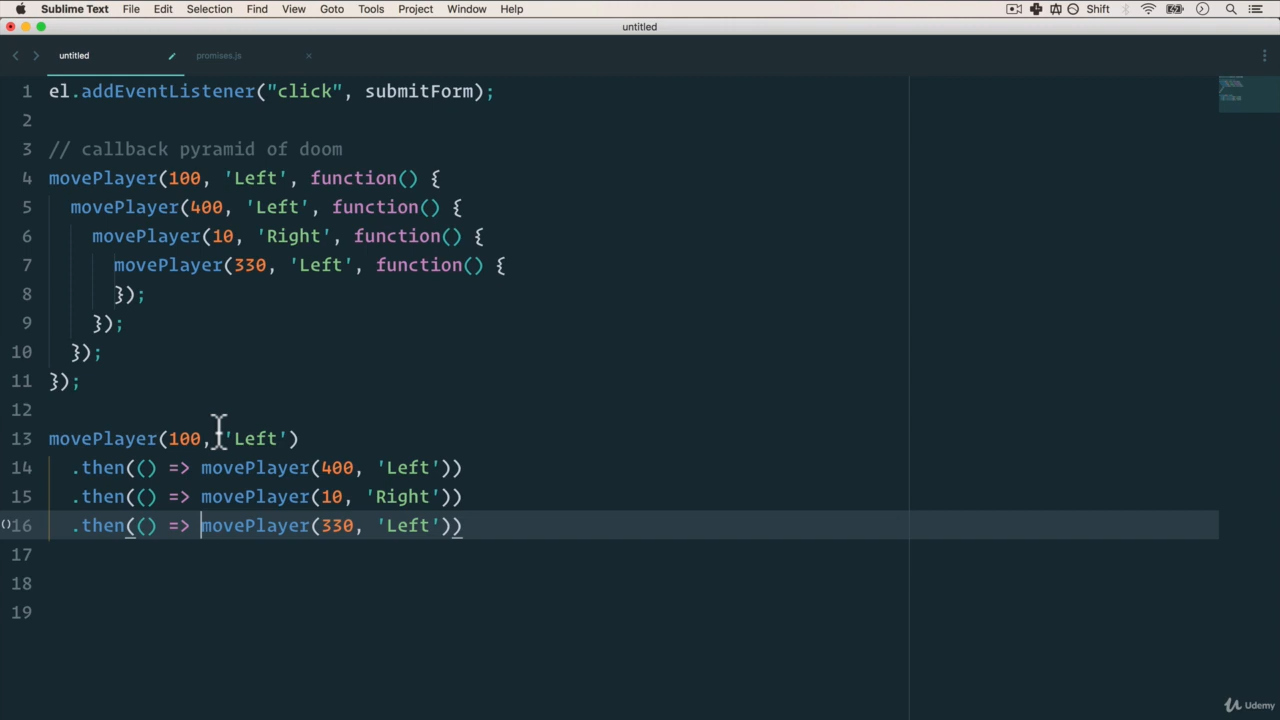 Sublime Text File Edit Selection Find View Goto Tools Project Window Help Shift
untitled
untitled promises.js
1 el.addEventListener("click", submitForm);
2
3 // callback pyramid of doom
4 movePlayer(100, 'Left', function() {
5 movePlayer(400, 'Left', function() {
6 movePlayer(10, 'Right', function() {
7 movePlayer(330, 'Left', function() {
8 });
9 });
10 });
11 });
12
13 movePlayer(100, 'Left')
14 .then(() => movePlayer(400, 'Left'))
15 .then(() => movePlayer(10, 'Right'))
16 .then(() => movePlayer(330, 'Left'))
17
18
19
Udemy